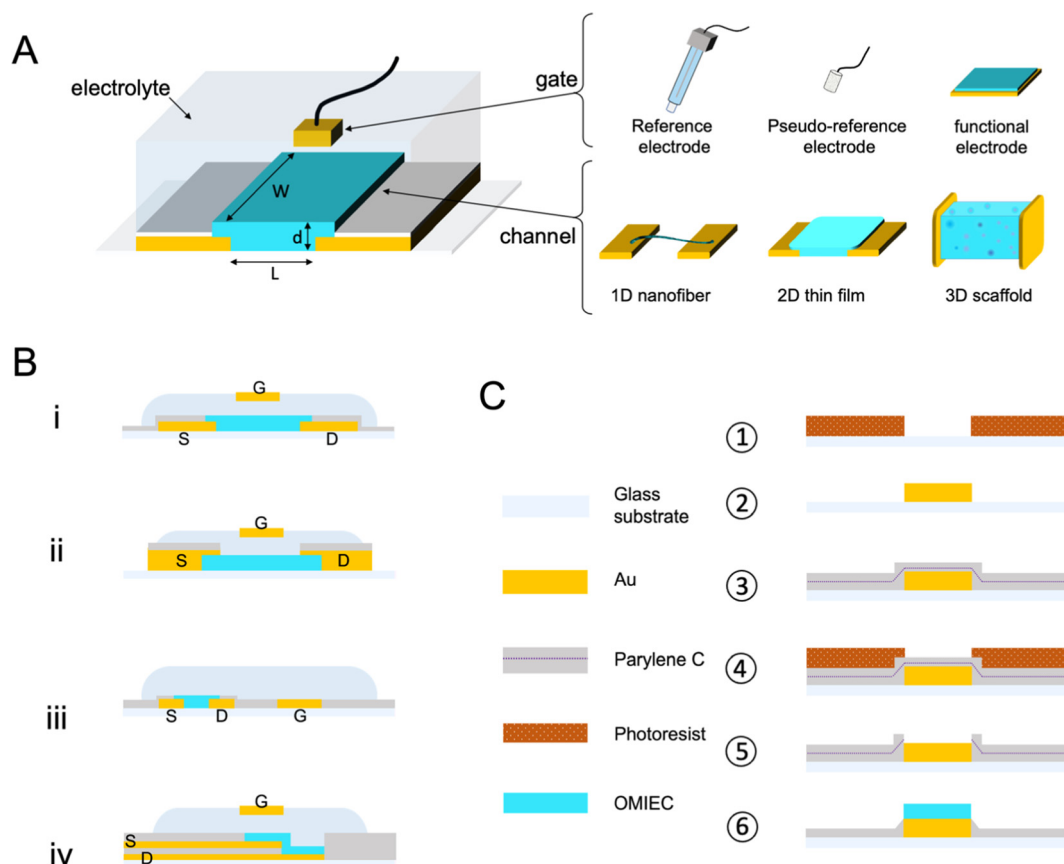 A
electrolyte
gate
Reference
electrode
Pseudo-reference
electrode
functional
electrode
W
d
L
channel
1D nanofiber
2D thin film
3D scaffold
B
i
G
S
D
ii
G
S
D
iii
S
D
G
iv
G
S
D
C
Glass
substrate
Au
Parylene C
Photoresist
OMIEC
①
②
③
④
⑤
⑥